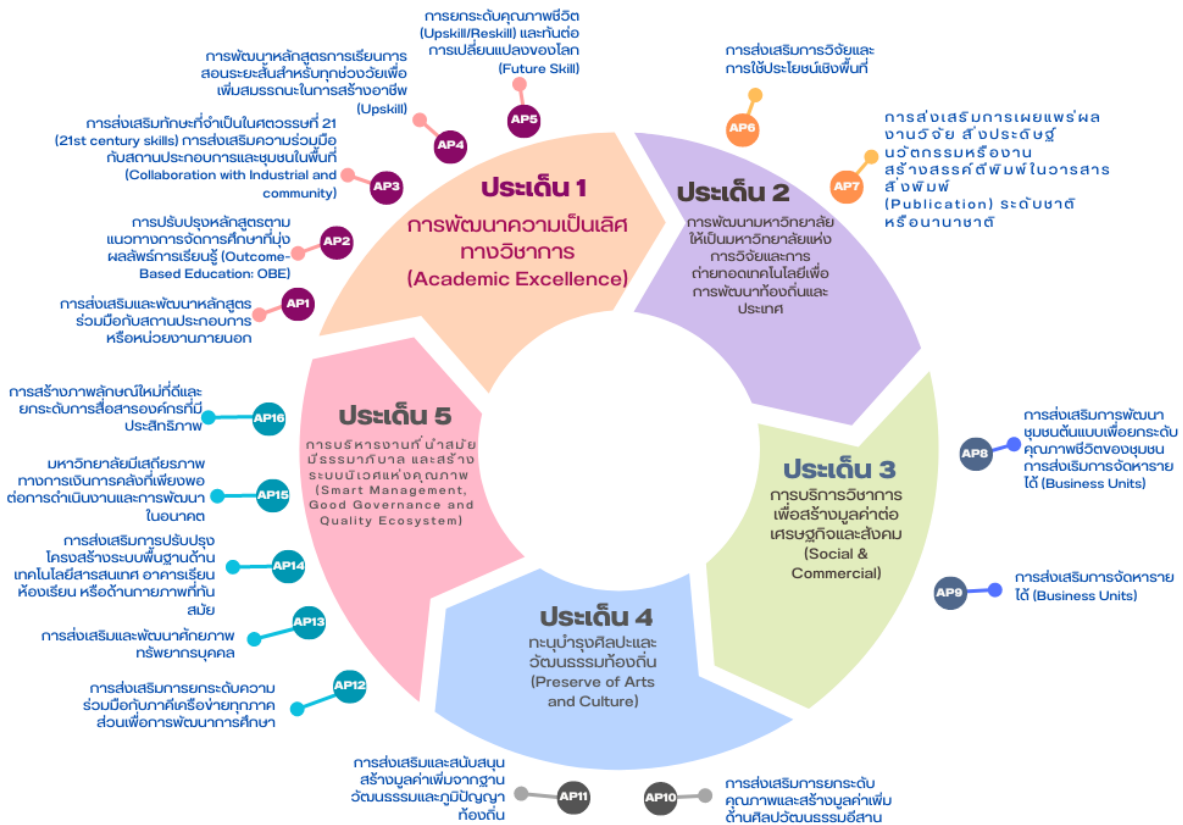 การยกระดับคุณภาพชีวิต
(Upskill/Reskill) และทันต่อ
การเปลี่ยนแปลงของโลก
(Future Skill)
AP5
การพัฒนาหลักสูตรการเรียนการ
สอนระยะสั้นสำหรับทุกช่วงวัยเพื่อ
เพิ่มสมรรถนะในการสร้างอาชีพ
(Upskill)
AP4
การส่งเสริมทักษะที่จำเป็นในศตวรรษที่ 21
(21st century skills) การส่งเสริมความร่วมมือ
กับสถานประกอบการและชุมชนในพื้นที่
(Collaboration with Industrial and
community)
AP3
การปรับปรุงหลักสูตรตาม
แนวทางการจัดการศึกษาที่มุ่ง
ผลลัพธ์การเรียนรู้ (Outcome-
Based Education: OBE)
AP2
การส่งเสริมและพัฒนาหลักสูตร
ร่วมมือกับสถานประกอบการ
หรือหน่วยงานภายนอก
AP1
ประเด็น 1
การพัฒนาความเป็นเลิศ
ทางวิชาการ
(Academic Excellence)
การส่งเสริมการวิจัยและ
การใช้ประโยชน์เชิงพื้นที่
AP6
การส่งเสริมการเผยแพร่ผล
งานวิจัย สิ่งประดิษฐ์
นวัตกรรมหรืองาน
สร้างสรรค์ตีพิมพ์ในวารสาร
สิ่งพิมพ์
(Publication) ระดับชาติ
หรือนานาชาติ
AP7
ประเด็น 2
การพัฒนามหาวิทยาลัย
ให้เป็นมหาวิทยาลัยแห่ง
การวิจัยและการ
ถ่ายทอดเทคโนโลยีเพื่อ
การพัฒนาท้องถิ่นและ
ประเทศ
ประเด็น 3
การบริการวิชาการ
เพื่อสร้างมูลค่าต่อ
เศรษฐกิจและสังคม
(Social &
Commercial)
AP8
การส่งเสริมการพัฒนา
ชุมชนต้นแบบเพื่อยกระดับ
คุณภาพชีวิตของชุมชน
การส่งเริมการจัดหาราย
ได้ (Business Units)
AP9
การส่งเสริมการจัดหาราย
ได้ (Business Units)
ประเด็น 4
ทะนุบำรุงศิลปะและ
วัฒนธรรมท้องถิ่น
(Preserve of Arts
and Culture)
AP10
การส่งเสริมการยกระดับ
คุณภาพและสร้างมูลค่าเพิ่ม
ด้านศิลปวัฒนธรรมอีสาน
การส่งเสริมและสนับสนุน
สร้างมูลค่าเพิ่มจากฐาน
วัฒนธรรมและภูมิปัญญา
ท้องถิ่น
AP11
ประเด็น 5
การบริหารงานที่นำสมัย
มีธรรมาภิบาล และสร้าง
ระบบนิเวศแห่งคุณภาพ
(Smart Management,
Good Governance and
Quality Ecosystem)
การสร้างภาพลักษณ์ใหม่ที่ดีและ
ยกระดับการสื่อสารองค์กรที่มี
ประสิทธิภาพ
AP16
มหาวิทยาลัยมีเสถียรภาพ
ทางการเงินการคลังที่เพียงพอ
ต่อการดำเนินงานและการพัฒนา
ในอนาคต
AP15
การส่งเสริมการปรับปรุง
โครงสร้างระบบพื้นฐานด้าน
เทคโนโลยีสารสนเทศ อาคารเรียน
ห้องเรียน หรือด้านกายภาพที่ทัน
สมัย
AP14
การส่งเสริมและพัฒนาศักยภาพ
ทรัพยากรบุคคล
AP13
การส่งเสริมการยกระดับความ
ร่วมมือกับภาคีเครือข่ายทุกภาค
ส่วนเพื่อการพัฒนาการศึกษา
AP12